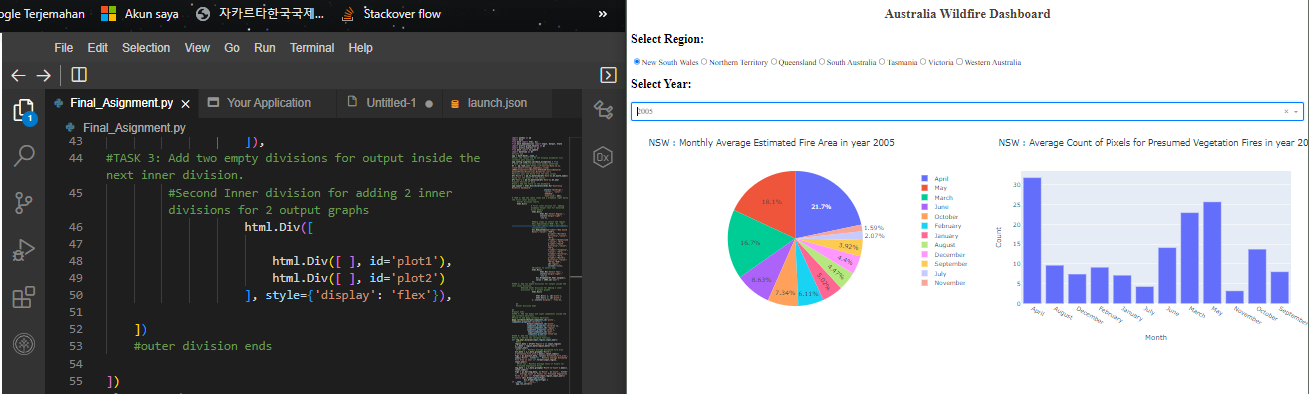 ogle Terjemahan
Akun saya
자카르타한국국제...
Stackover flow
»
File Edit Selection View Go Run Terminal Help
Final_Asignment.py
Your Application
Untitled-1
launch.json
1
Final_Asignment.py
43 ]),
44 #TASK 3: Add two empty divisions for output inside the
next inner division.
45 #Second Inner division for adding 2 inner
divisions for 2 output graphs
46 html.Div([
47
48 html.Div([ ], id='plot1'),
49 html.Div([ ], id='plot2')
50 ], style={'display': 'flex'}),
51
52 ])
53 #outer division ends
54
55 ])
Australia Wildfire Dashboard
Select Region:
New South Wales Northern Territory Queensland South Australia Tasmania Victoria Western Australia
Select Year:
2005
NSW : Monthly Average Estimated Fire Area in year 2005
21.7%
18.1%
16.7%
8.63%
7.34%
6.11%
5.02%
4.47%
4.4%
3.92%
2.07%
1.59%
April
May
March
June
October
February
January
August
December
September
July
November
NSW : Average Count of Pixels for Presumed Vegetation Fires in year 20
Count
30
25
20
15
10
5
0
April
August
December
February
January
July
June
March
May
November
October
September
Month
Dx